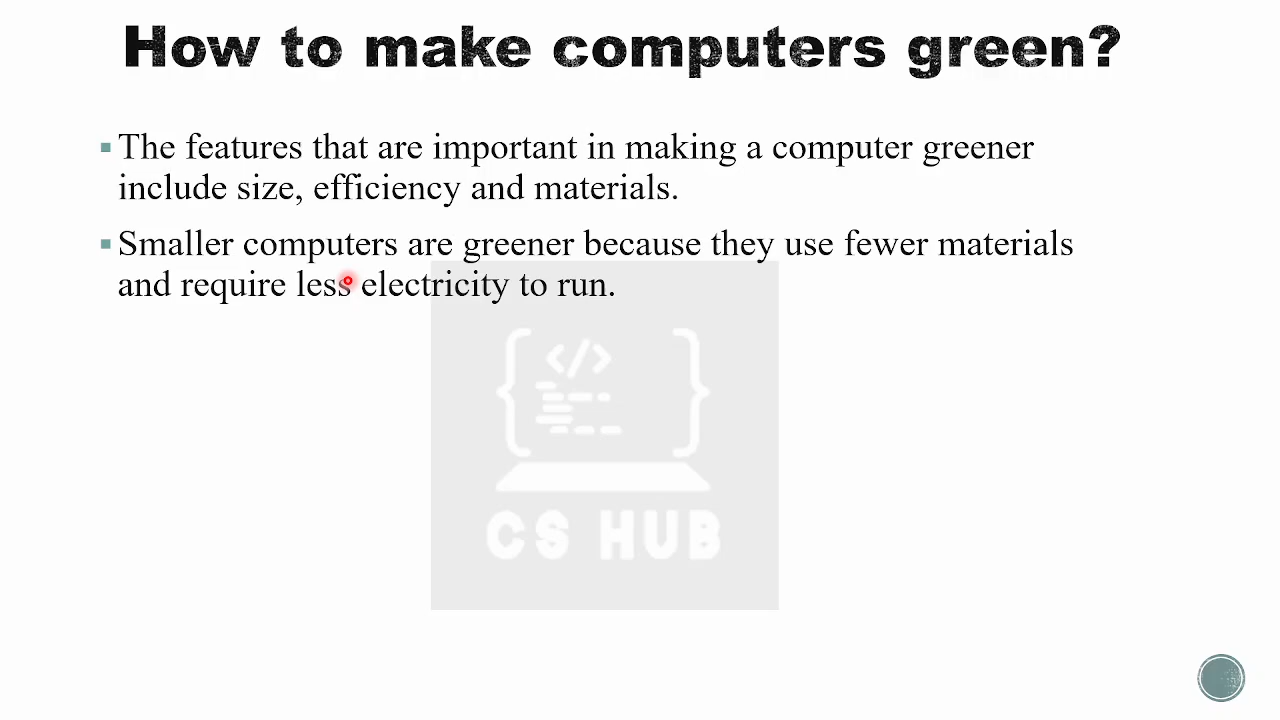 How to make computers green?
The features that are important in making a computer greener
include size, efficiency and materials.
Smaller computers are greener because they use fewer materials
and require less electricity to run.
</>
CS HUB